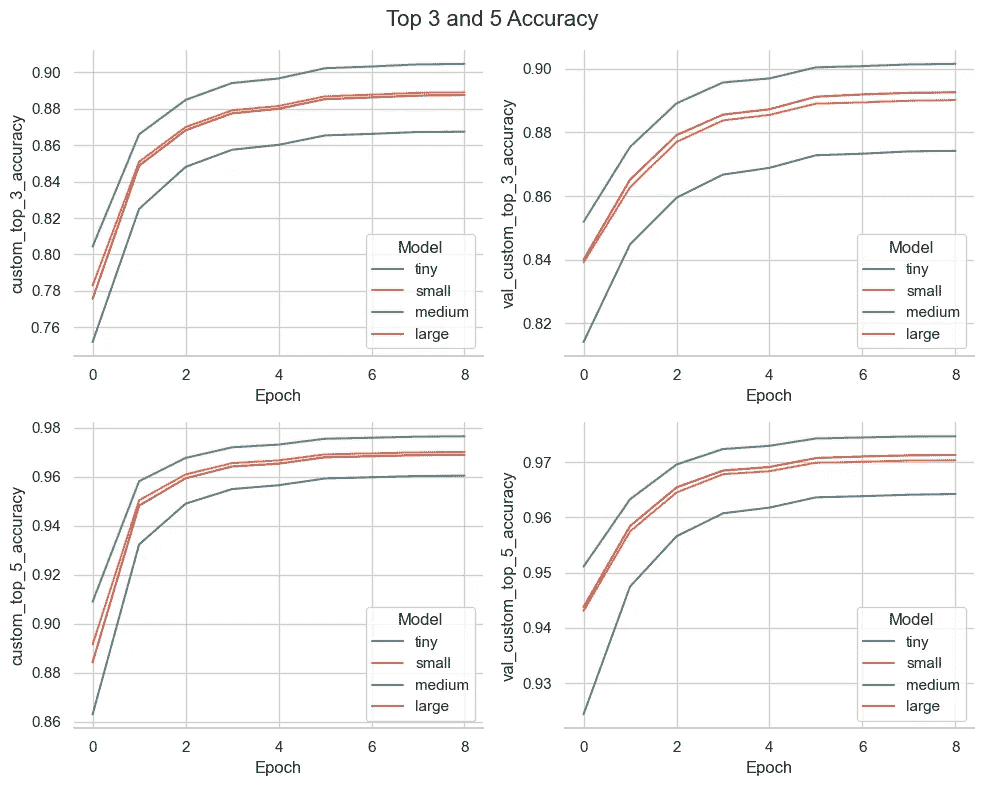 Top 3 and 5 Accuracy
custom_top_3_accuracy
0.90
0.88
0.86
0.84
0.82
0.80
0.78
0.76
Model
tiny
small
medium
large
0 2 4 6 8
Epoch
val_custom_top_3_accuracy
0.90
0.88
0.86
0.84
0.82
Model
tiny
small
medium
large
0 2 4 6 8
Epoch
custom_top_5_accuracy
0.98
0.96
0.94
0.92
0.90
0.88
0.86
Model
tiny
small
medium
large
0 2 4 6 8
Epoch
val_custom_top_5_accuracy
0.97
0.96
0.95
0.94
0.93
Model
tiny
small
medium
large
0 2 4 6 8
Epoch